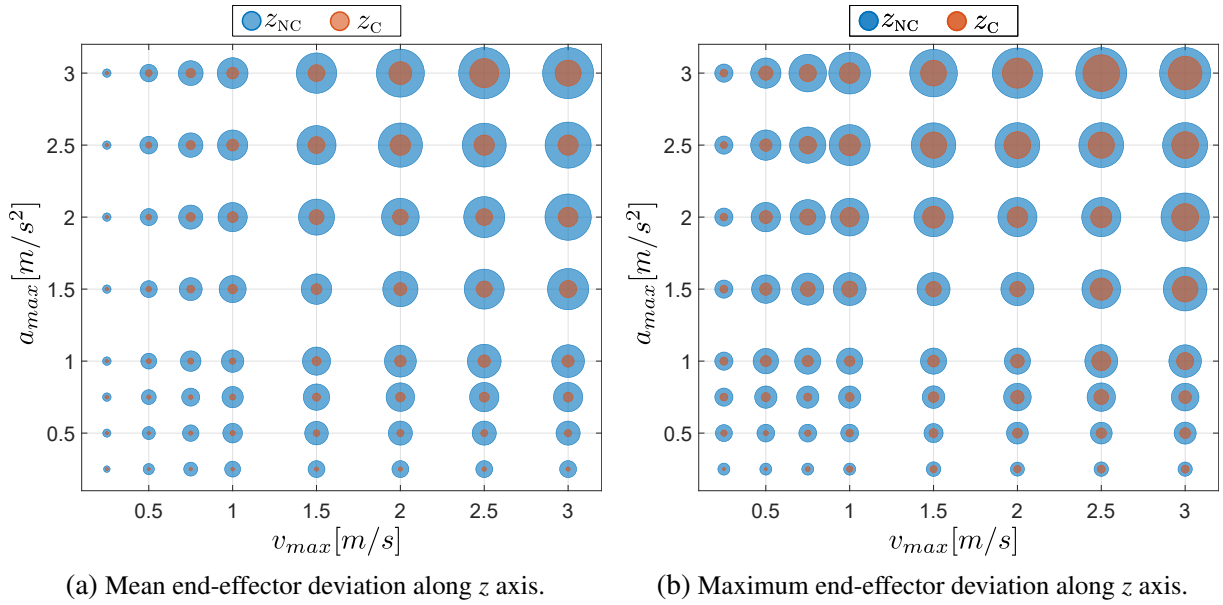 z_NC z_C
3
2.5
2
1.5
1
0.5
a_max[m/s²]
0.5 1 1.5 2 2.5 3
v_max[m/s]
(a) Mean end-effector deviation along z axis.
z_NC z_C
3
2.5
2
1.5
1
0.5
a_max[m/s²]
0.5 1 1.5 2 2.5 3
v_max[m/s]
(b) Maximum end-effector deviation along z axis.